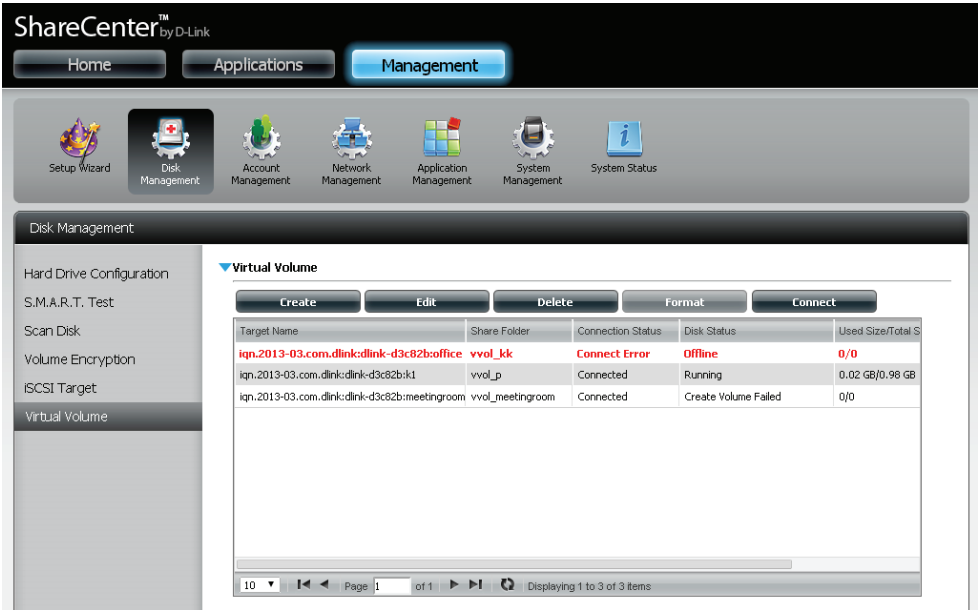 ShareCenter™ by D-Link
Home Applications Management
Setup Wizard Disk Management Account Management Network Management Application Management System Management System Status
Disk Management
Hard Drive Configuration
S.M.A.R.T. Test
Scan Disk
Volume Encryption
iSCSI Target
Virtual Volume
Virtual Volume
Create Edit Delete Format Connect
Target Name Share Folder Connection Status Disk Status Used Size/Total S
iqn.2013-03.com.dlink:dlink-d3c82b:office vvol_kk Connect Error Offline 0/0
iqn.2013-03.com.dlink:dlink-d3c82b:k1 vvol_p Connected Running 0.02 GB/0.98 GB
iqn.2013-03.com.dlink:dlink-d3c82b:meetingroom vvol_meetingroom Connected Create Volume Failed 0/0
10 Page 1 of 1 Displaying 1 to 3 of 3 items